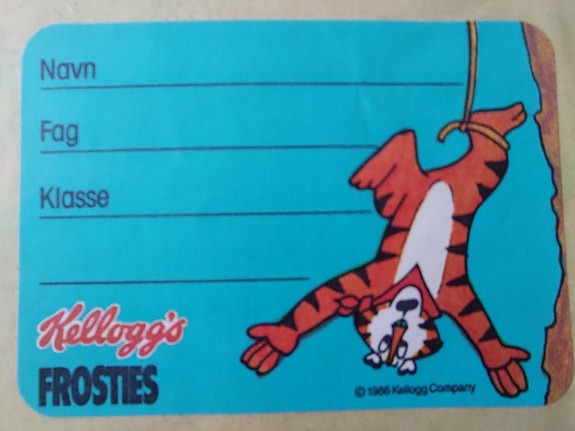 Navn
Fag
Klasse
Kellogg's
FROSTIES
© 1986 Kellogg Company